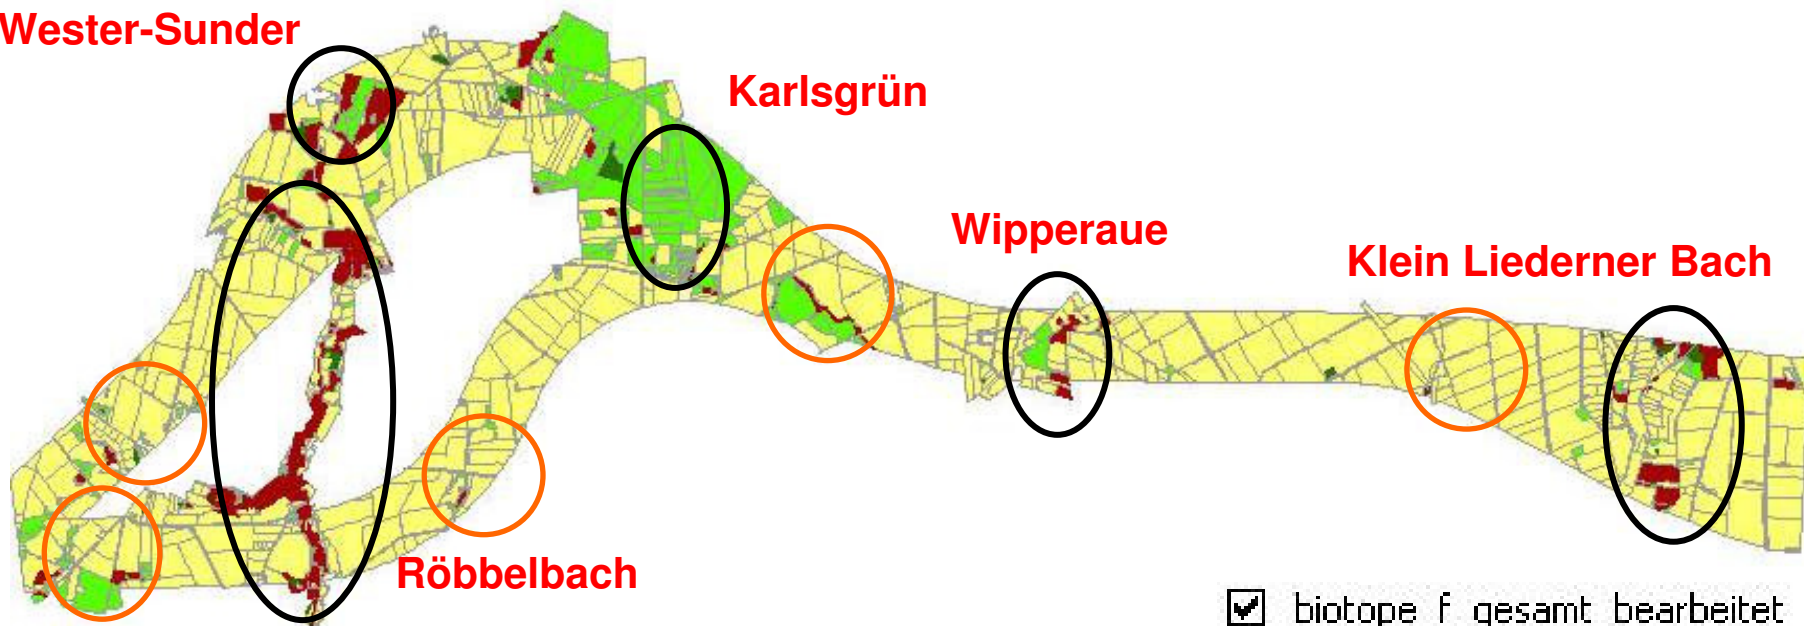 Wester-Sunder
Karlsgrün
Wipperaue
Klein Liederner Bach
Röbbelbach
biotope f gesamt bearbeitet